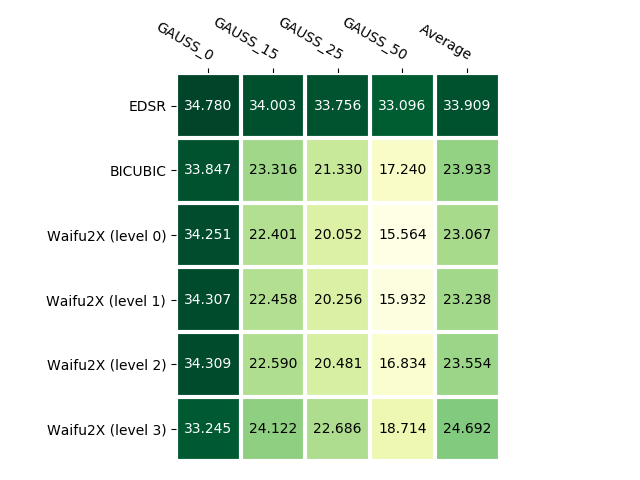 GAUSS_0 GAUSS_15 GAUSS_25 GAUSS_50 Average
EDSR 34.780 34.003 33.756 33.096 33.909
BICUBIC 33.847 23.316 21.330 17.240 23.933
Waifu2X (level 0) 34.251 22.401 20.052 15.564 23.067
Waifu2X (level 1) 34.307 22.458 20.256 15.932 23.238
Waifu2X (level 2) 34.309 22.590 20.481 16.834 23.554
Waifu2X (level 3) 33.245 24.122 22.686 18.714 24.692